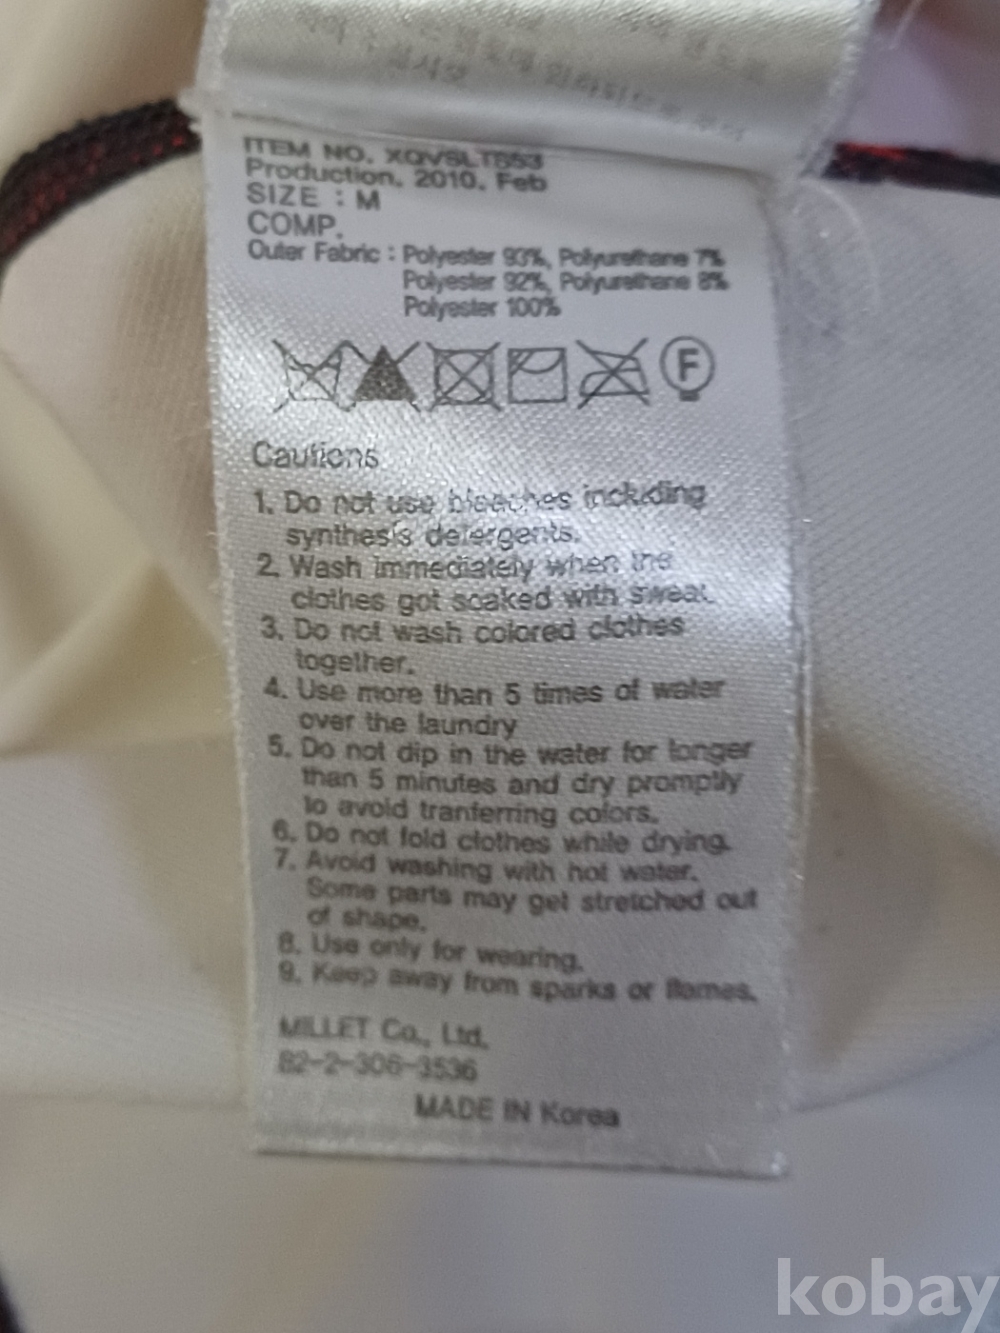 ITEM NO. XQVSLTS53
Production. 2010. Feb
SIZE : M
COMP.
Outer Fabric : Polyester 93%, Polyurethane 7%
Polyester 92%, Polyurethane 8%
Polyester 100%
F
Cautions
1. Do not use bleaches including
synthesis detergents.
2. Wash immediately when the
clothes got soaked with sweat.
3. Do not wash colored clothes
together.
4. Use more than 5 times of water
over the laundry
5. Do not dip in the water for longer
than 5 minutes and dry promptly
to avoid tranferring colors.
6. Do not fold clothes while drying.
7. Avoid washing with hot water.
Some parts may get stretched out
of shape.
8. Use only for wearing.
9. Keep away from sparks or flames.
MILLET Co., Ltd.
82-2-306-3536
MADE IN Korea
kobay